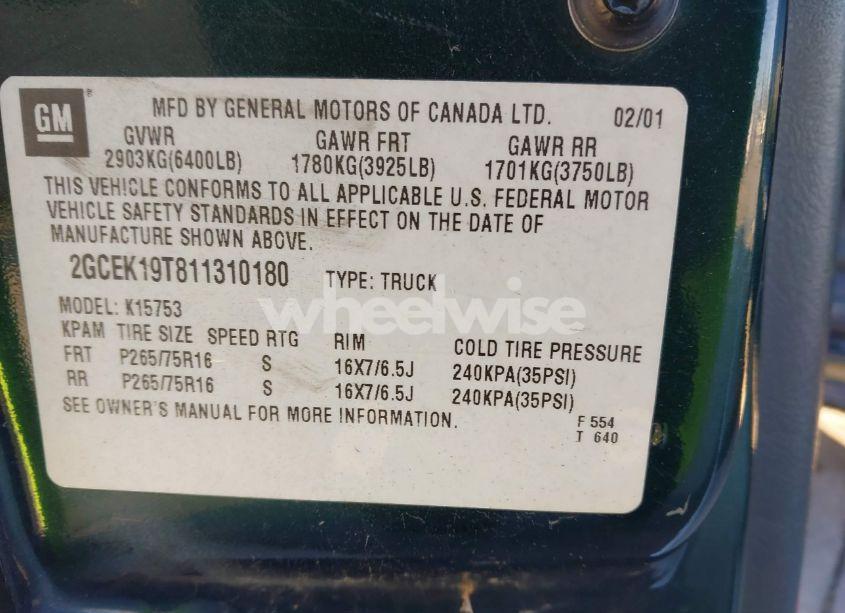 GM
MFD BY GENERAL MOTORS OF CANADA LTD. 02/01
GVWR GAWR FRT GAWR RR
2903KG(6400LB) 1780KG(3925LB) 1701KG(3750LB)
THIS VEHICLE CONFORMS TO ALL APPLICABLE U.S. FEDERAL MOTOR
VEHICLE SAFETY STANDARDS IN EFFECT ON THE DATE OF
MANUFACTURE SHOWN ABOVE.
2GCEK19T811310180 TYPE: TRUCK
wheelwise
MODEL: K15753
KPAM TIRE SIZE SPEED RTG RIM COLD TIRE PRESSURE
FRT P265/75R16 S 16X7/6.5J 240KPA(35PSI)
RR P265/75R16 S 16X7/6.5J 240KPA(35PSI)
SEE OWNER'S MANUAL FOR MORE INFORMATION.
F 554
T 640